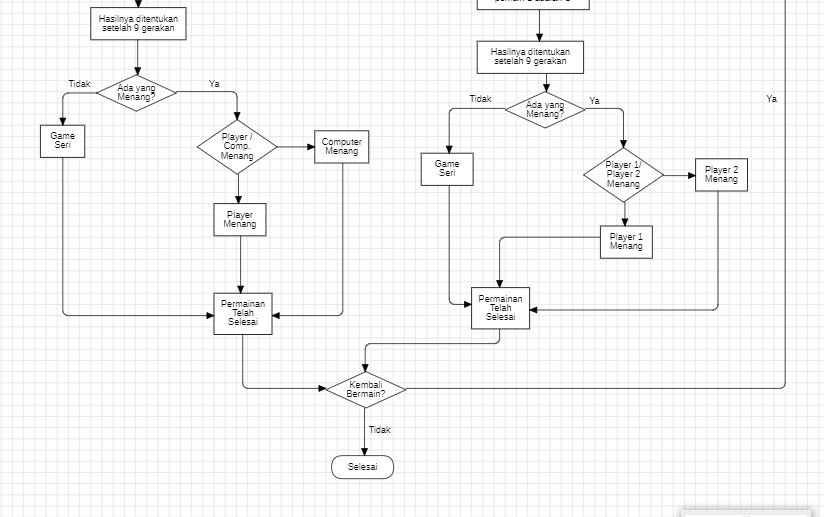 Hasilnya ditentukan
setelah 9 gerakan
Hasilnya ditentukan
setelah 9 gerakan
Tidak
Ada yang
Menang?
Ya
Tidak
Ada yang
Menang?
Ya
Ya
Game
Seri
Player /
Comp.
Menang
Computer
Menang
Game
Seri
Player 1/
Player 2
Menang
Player 2
Menang
Player
Menang
Player 1
Menang
Permainan
Telah
Selesai
Permainan
Telah
Selesai
Kembali
Bermain?
Tidak
Selesai